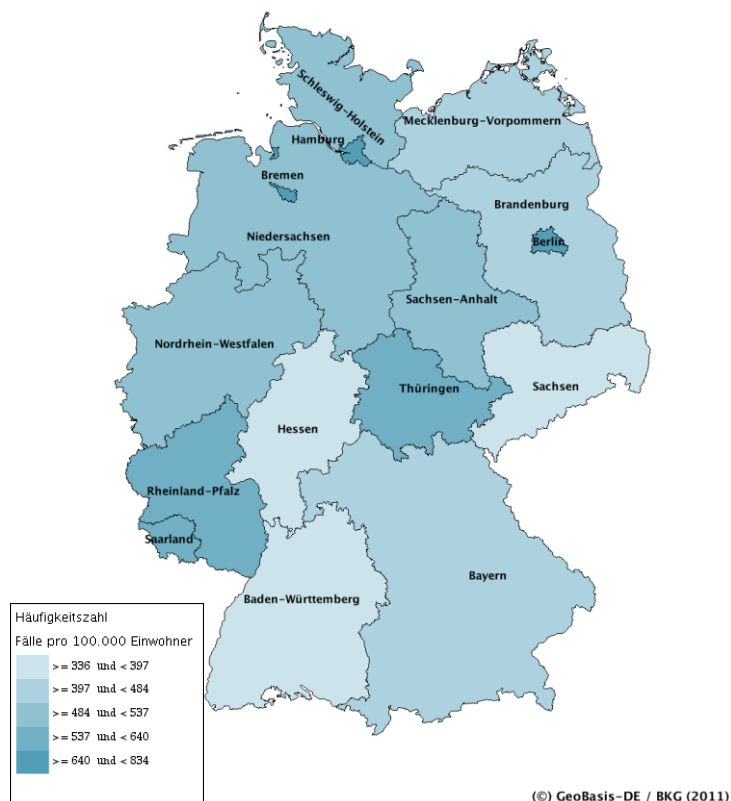 Schleswig-Holstein
Mecklenburg-Vorpommern
Hamburg
Bremen
Brandenburg
Niedersachsen
Berlin
Sachsen-Anhalt
Nordrhein-Westfalen
Thüringen
Sachsen
Hessen
Rheinland-Pfalz
Saarland
Bayern
Baden-Württemberg
Häufigkeitszahl
Fälle pro 100.000 Einwohner
>= 336 und < 397
>= 397 und < 484
>= 484 und < 537
>= 537 und < 640
>= 640 und < 834
(©) GeoBasis-DE / BKG (2011)